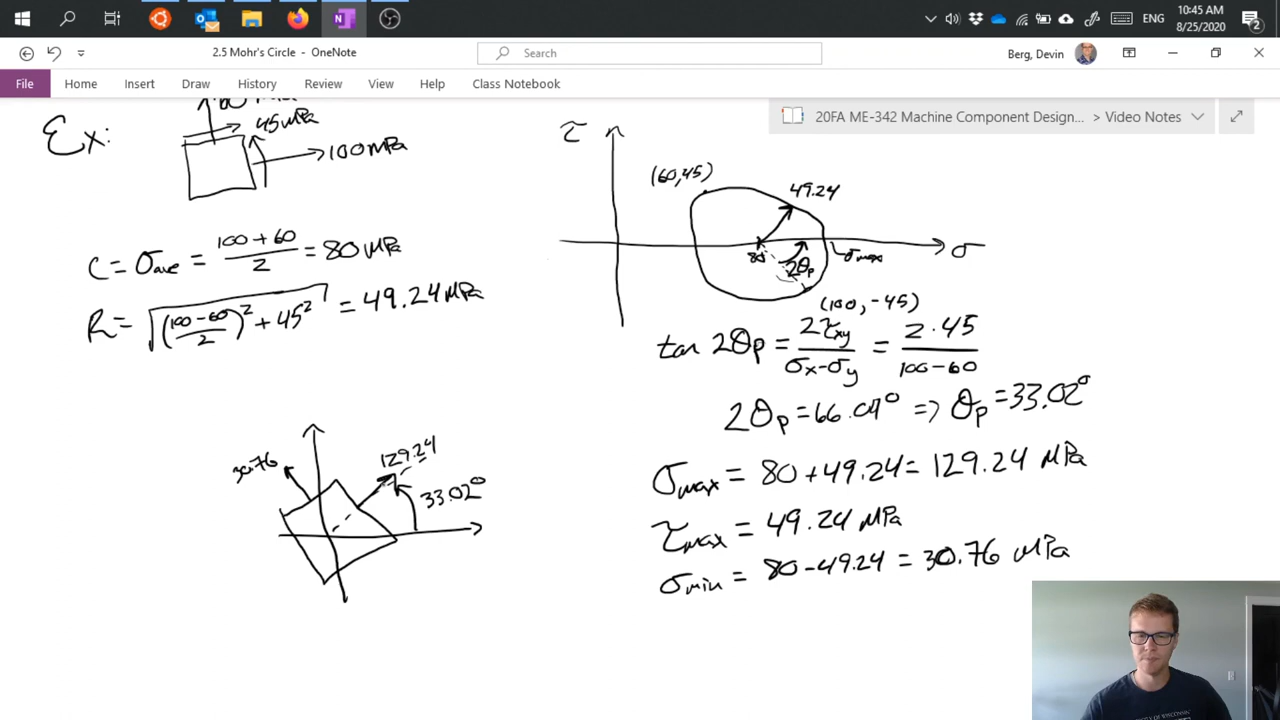 10:45 AM
ENG
8/25/2020
2
2.5 Mohr's Circle - OneNote
Search
Berg, Devin
File Home Insert Draw History Review View Help Class Notebook
20FA ME-342 Machine Component Desig... > Video Notes
Ex:
45 MPa
100 MPa
C = σave = (100 + 60)/2 = 80 MPa
R = √(((100-60)/2)² + 45²) = 49.24 MPa
τ
(60,45)
49.24
80
2θp
σmax
σ
(100, -45)
tan 2θp = 2τxy/(σx-σy) = 2·45/(100-60)
2θp = 66.04° => θp = 33.02°
σmax = 80 + 49.24 = 129.24 MPa
τmax = 49.24 MPa
σmin = 80 - 49.24 = 30.76 MPa
30.76
129.24
33.02°